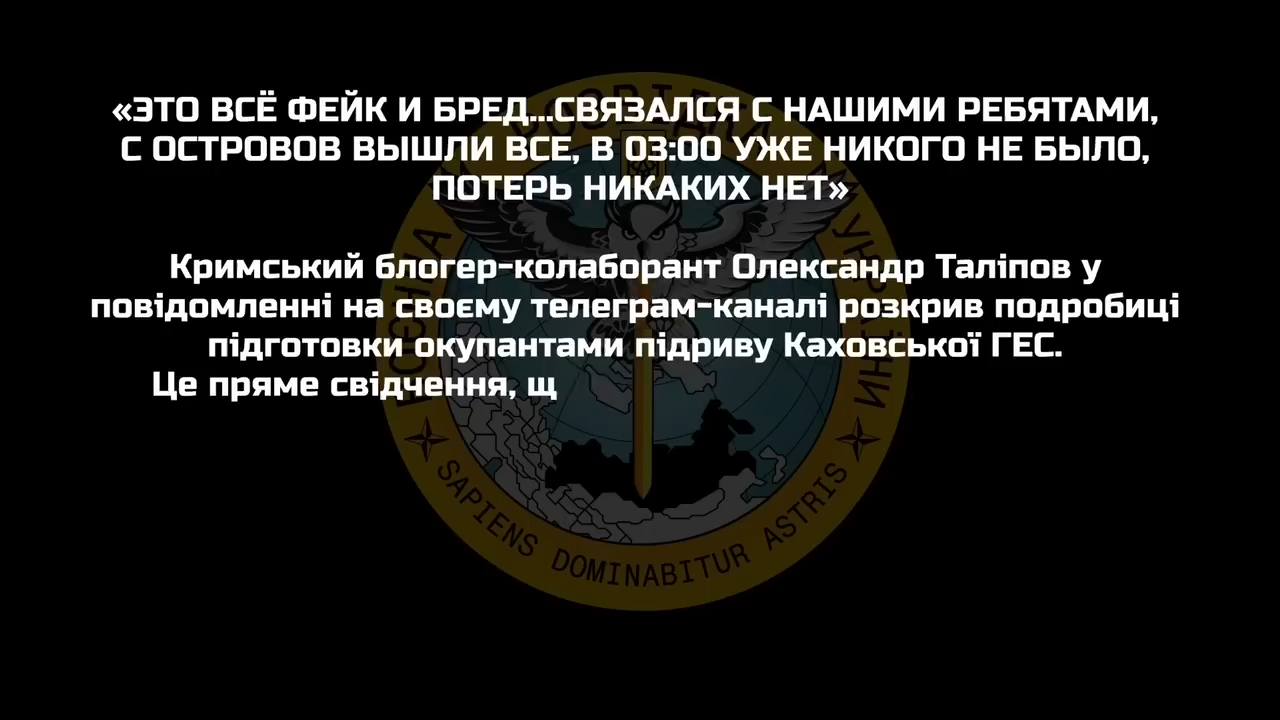 «ЭТО ВСЁ ФЕЙК И БРЕД...СВЯЗАЛСЯ С НАШИМИ РЕБЯТАМИ,
С ОСТРОВОВ ВЫШЛИ ВСЕ, В 03:00 УЖЕ НИКОГО НЕ БЫЛО,
ПОТЕРЬ НИКАКИХ НЕТ»
Кримський блогер-колаборант Олександр Таліпов у
повідомленні на своєму телеграм-каналі розкрив подробиці
підготовки окупантами підриву Каховської ГЕС.
Це пряме свідчення, щ
SAPIENS DOMINABITUR ASTRIS